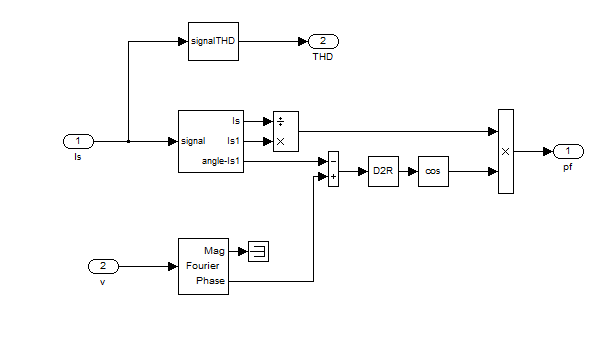 signalTHD
2
THD
1
Is
signal
Is
Is1
angle-Is1
÷
×
−
+
D2R
cos
×
1
pf
2
v
Mag
Fourier
Phase